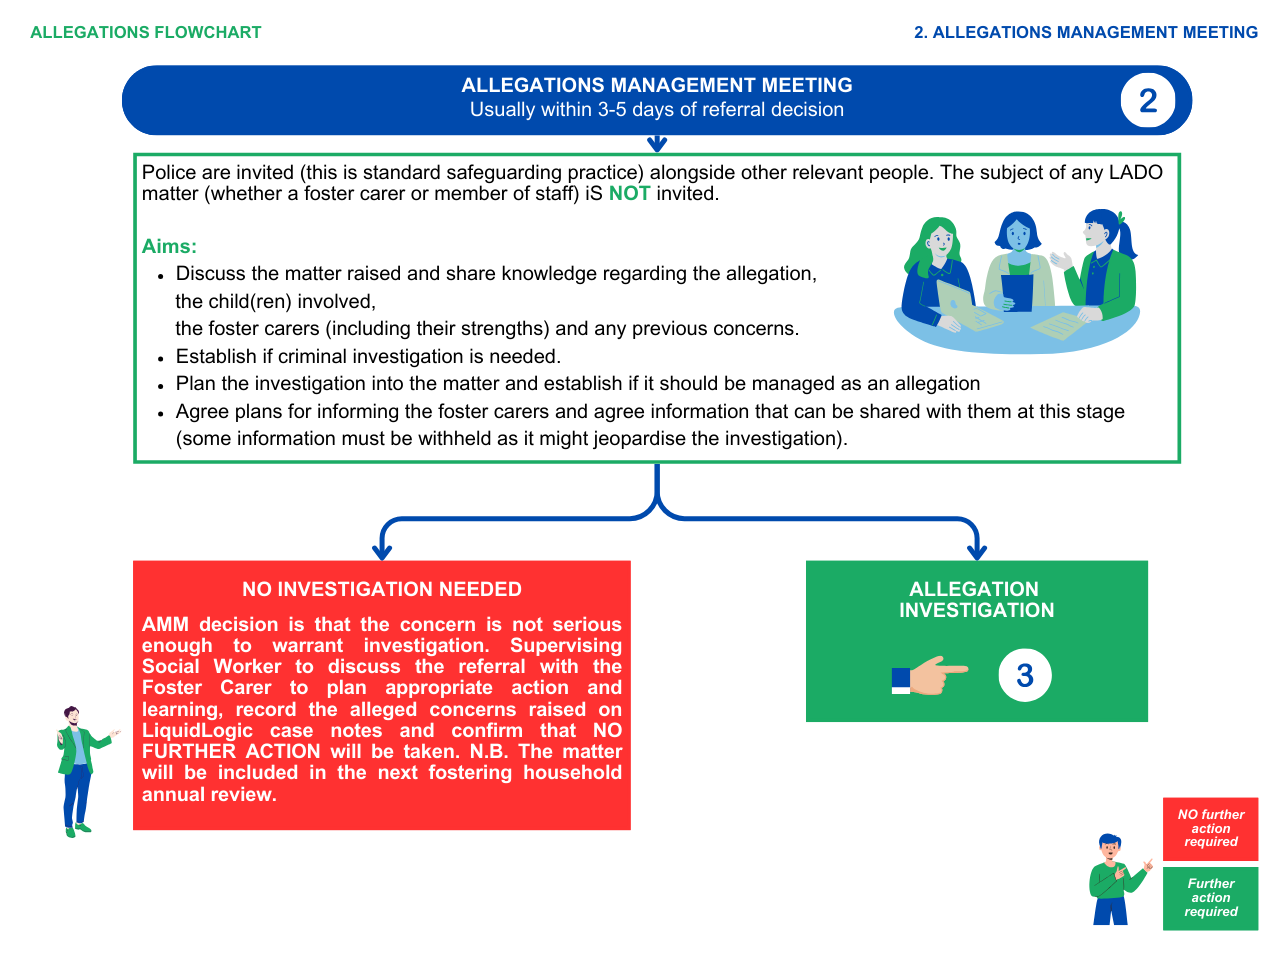 ALLEGATIONS FLOWCHART
2. ALLEGATIONS MANAGEMENT MEETING
ALLEGATIONS MANAGEMENT MEETING
Usually within 3-5 days of referral decision
2
Police are invited (this is standard safeguarding practice) alongside other relevant people. The subject of any LADO
matter (whether a foster carer or member of staff) iS NOT invited.
Aims:
• Discuss the matter raised and share knowledge regarding the allegation,
the child(ren) involved,
the foster carers (including their strengths) and any previous concerns.
• Establish if criminal investigation is needed.
• Plan the investigation into the matter and establish if it should be managed as an allegation
• Agree plans for informing the foster carers and agree information that can be shared with them at this stage
(some information must be withheld as it might jeopardise the investigation).
NO INVESTIGATION NEEDED
AMM decision is that the concern is not serious
enough to warrant investigation. Supervising
Social Worker to discuss the referral with the
Foster Carer to plan appropriate action and
learning, record the alleged concerns raised on
LiquidLogic case notes and confirm that NO
FURTHER ACTION will be taken. N.B. The matter
will be included in the next fostering household
annual review.
ALLEGATION
INVESTIGATION
3
NO further
action
required
Further
action
required